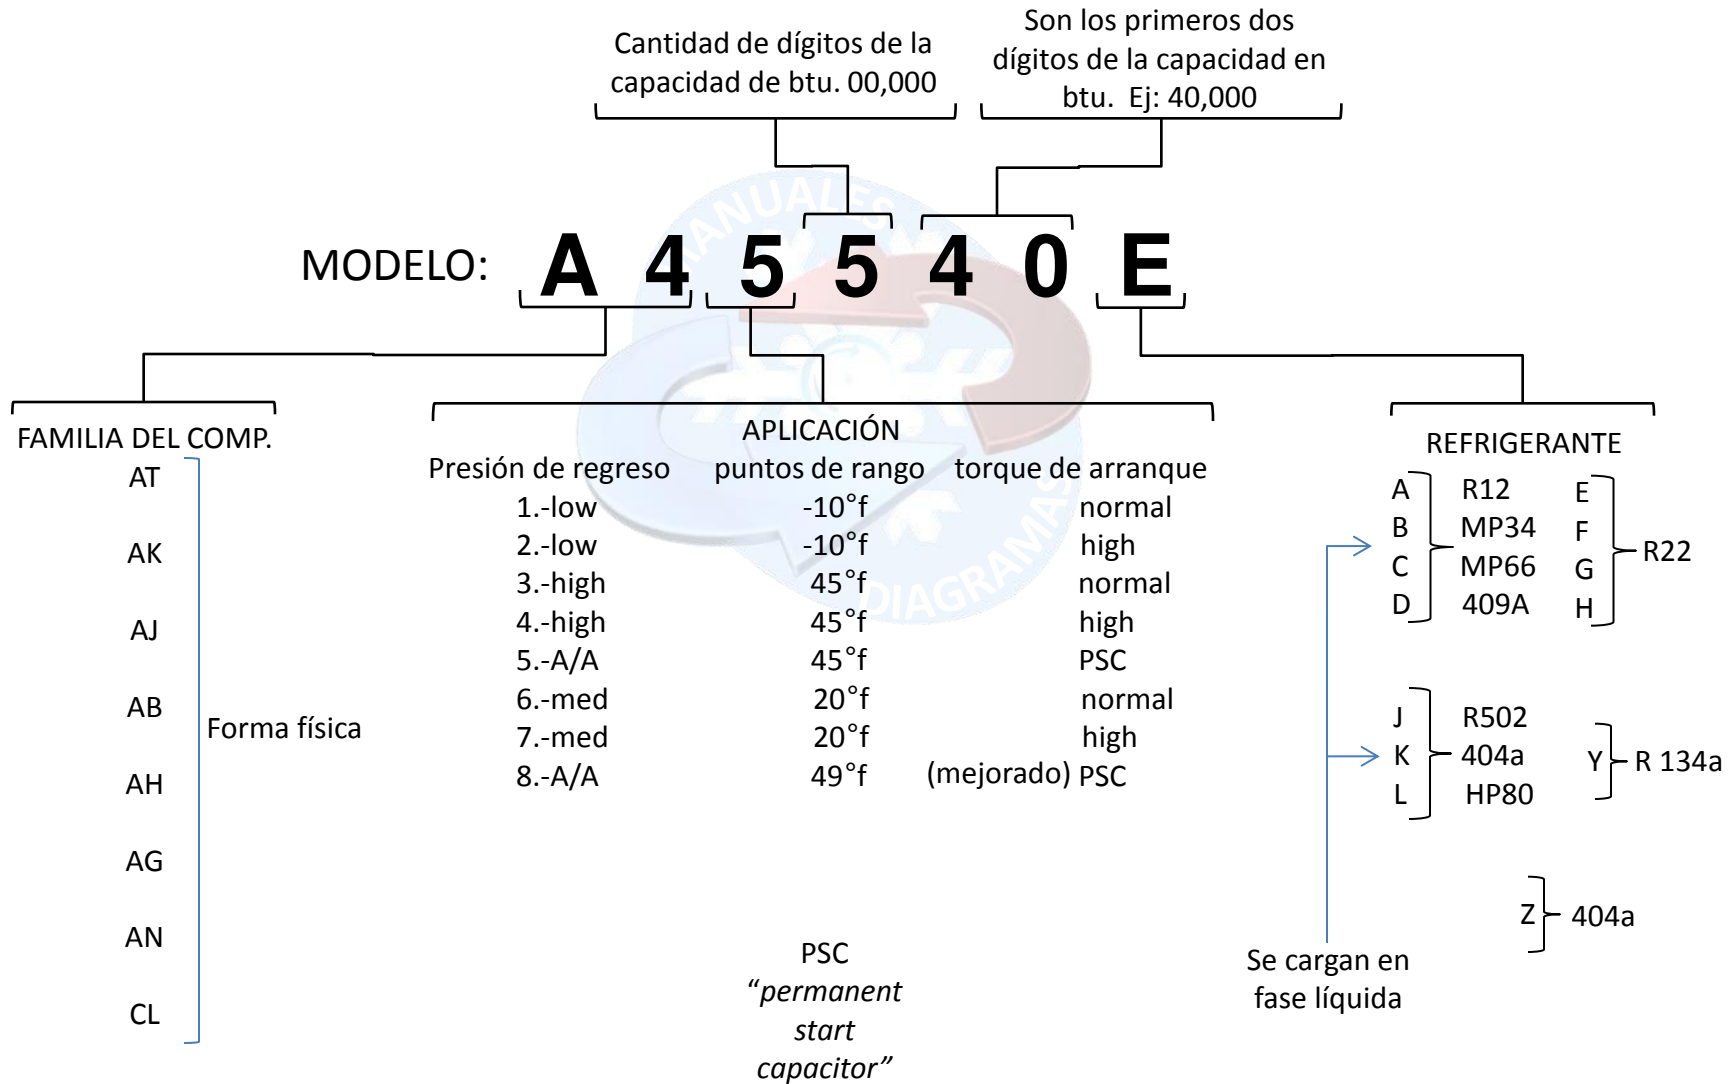 Cantidad de dígitos de la
capacidad de btu. 00,000
Son los primeros dos
dígitos de la capacidad en
btu. Ej: 40,000
MANUALES
MODELO: A 4 5 5 4 0 E
DIAGRAMAS
FAMILIA DEL COMP.
AT
AK
AJ
AB
AH
AG
AN
CL
Forma física
APLICACIÓN
Presión de regreso puntos de rango torque de arranque
1.-low -10°f normal
2.-low -10°f high
3.-high 45°f normal
4.-high 45°f high
5.-A/A 45°f PSC
6.-med 20°f normal
7.-med 20°f high
8.-A/A 49°f (mejorado) PSC
PSC
“permanent
start
capacitor”
REFRIGERANTE
A R12 E
B MP34 F
C MP66 G
D 409A H
R22
J R502
K 404a
L HP80
Y R 134a
Z 404a
Se cargan en
fase líquida